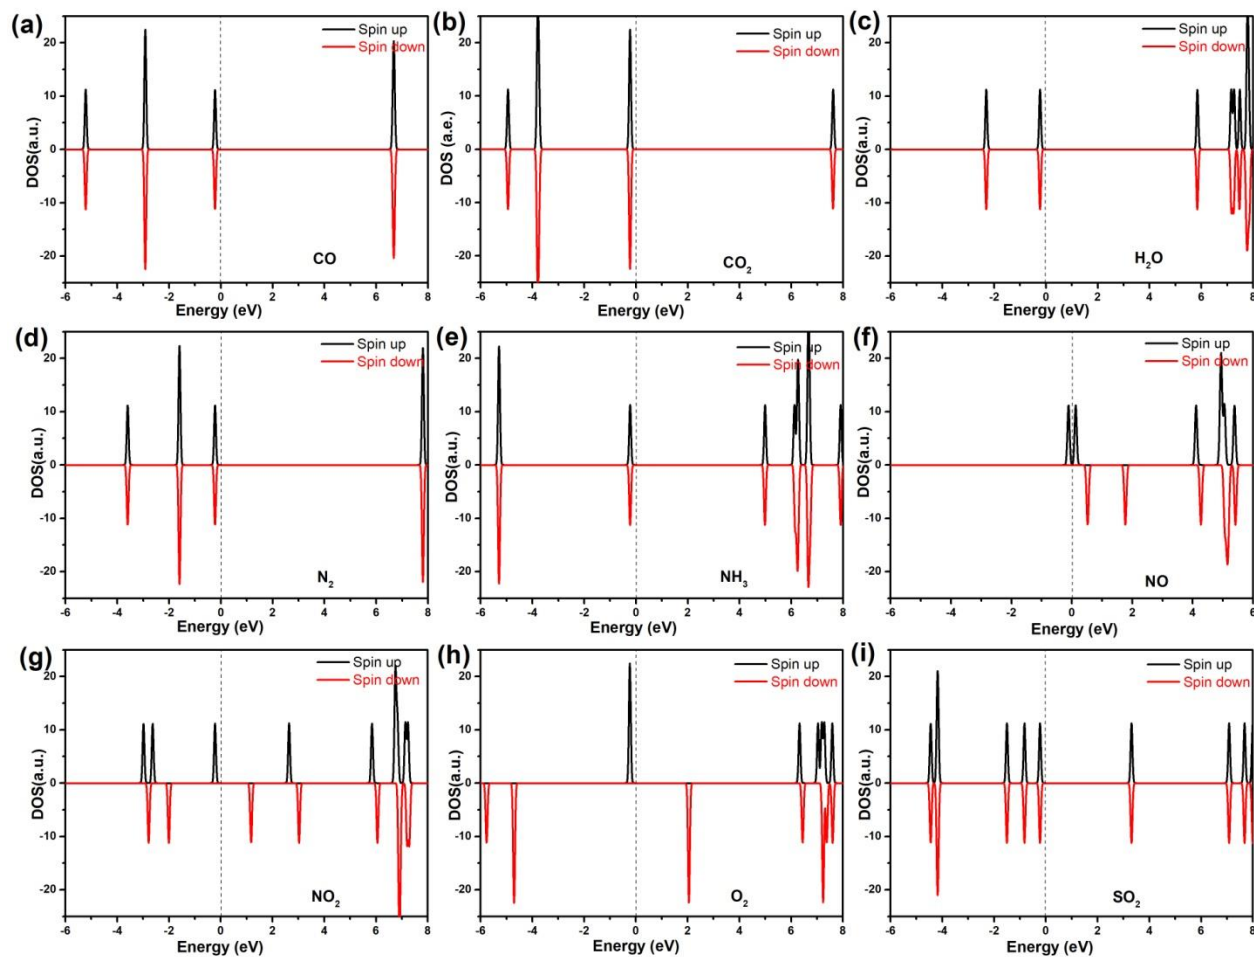 (a)
Spin up
Spin down
20
10
0
-10
-20
DOS(a.u.)
CO
-6 -4 -2 0 2 4 6 8
Energy (eV)
(b)
Spin up
Spin down
20
10
0
-10
-20
DOS (a.e.)
CO2
-6 -4 -2 0 2 4 6 8
Energy (eV)
(c)
Spin up
Spin down
20
10
0
-10
-20
DOS(a.u.)
H2O
-6 -4 -2 0 2 4 6 8
Energy (eV)
(d)
Spin up
Spin down
20
10
0
-10
-20
DOS(a.u.)
N2
-6 -4 -2 0 2 4 6 8
Energy (eV)
(e)
Spin up
Spin down
20
10
0
-10
-20
DOS(a.u.)
NH3
-6 -4 -2 0 2 4 6 8
Energy (eV)
(f)
Spin up
Spin down
20
10
0
-10
-20
DOS(a.u.)
NO
-6 -4 -2 0 2 4 6
Energy (eV)
(g)
Spin up
Spin down
20
10
0
-10
-20
DOS(a.u.)
NO2
-6 -4 -2 0 2 4 6 8
Energy (eV)
(h)
Spin up
Spin down
20
10
0
-10
-20
DOS(a.u.)
O2
-6 -4 -2 0 2 4 6 8
Energy (eV)
(i)
Spin up
Spin down
20
10
0
-10
-20
DOS(a.u.)
SO2
-6 -4 -2 0 2 4 6 8
Energy (eV)